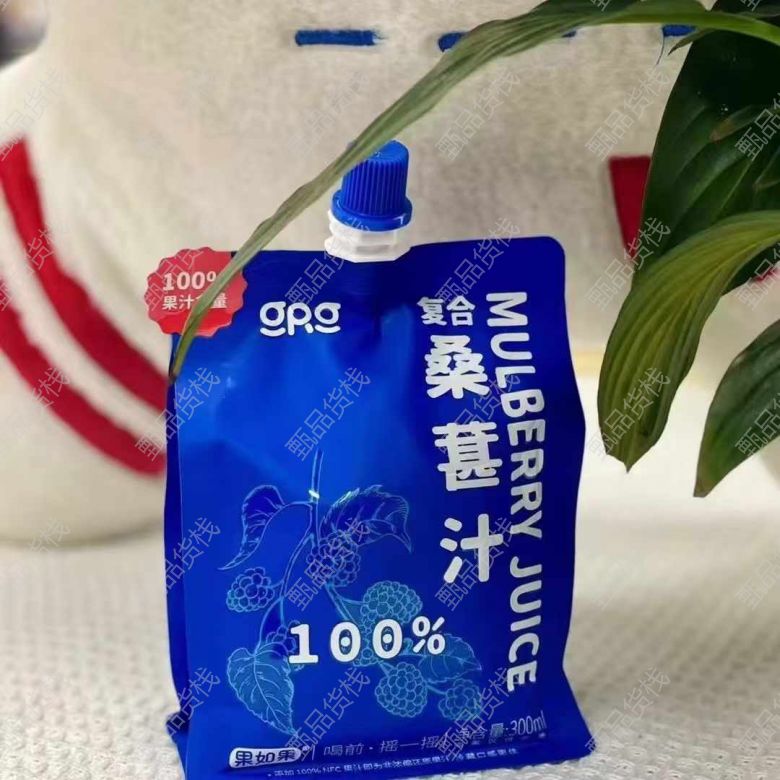 100%
果汁含量
gRg
复合
桑葚汁
MULBERRY JUICE
100%
净含量:300ml
果如果
喝前·摇一摇
甄品货栈